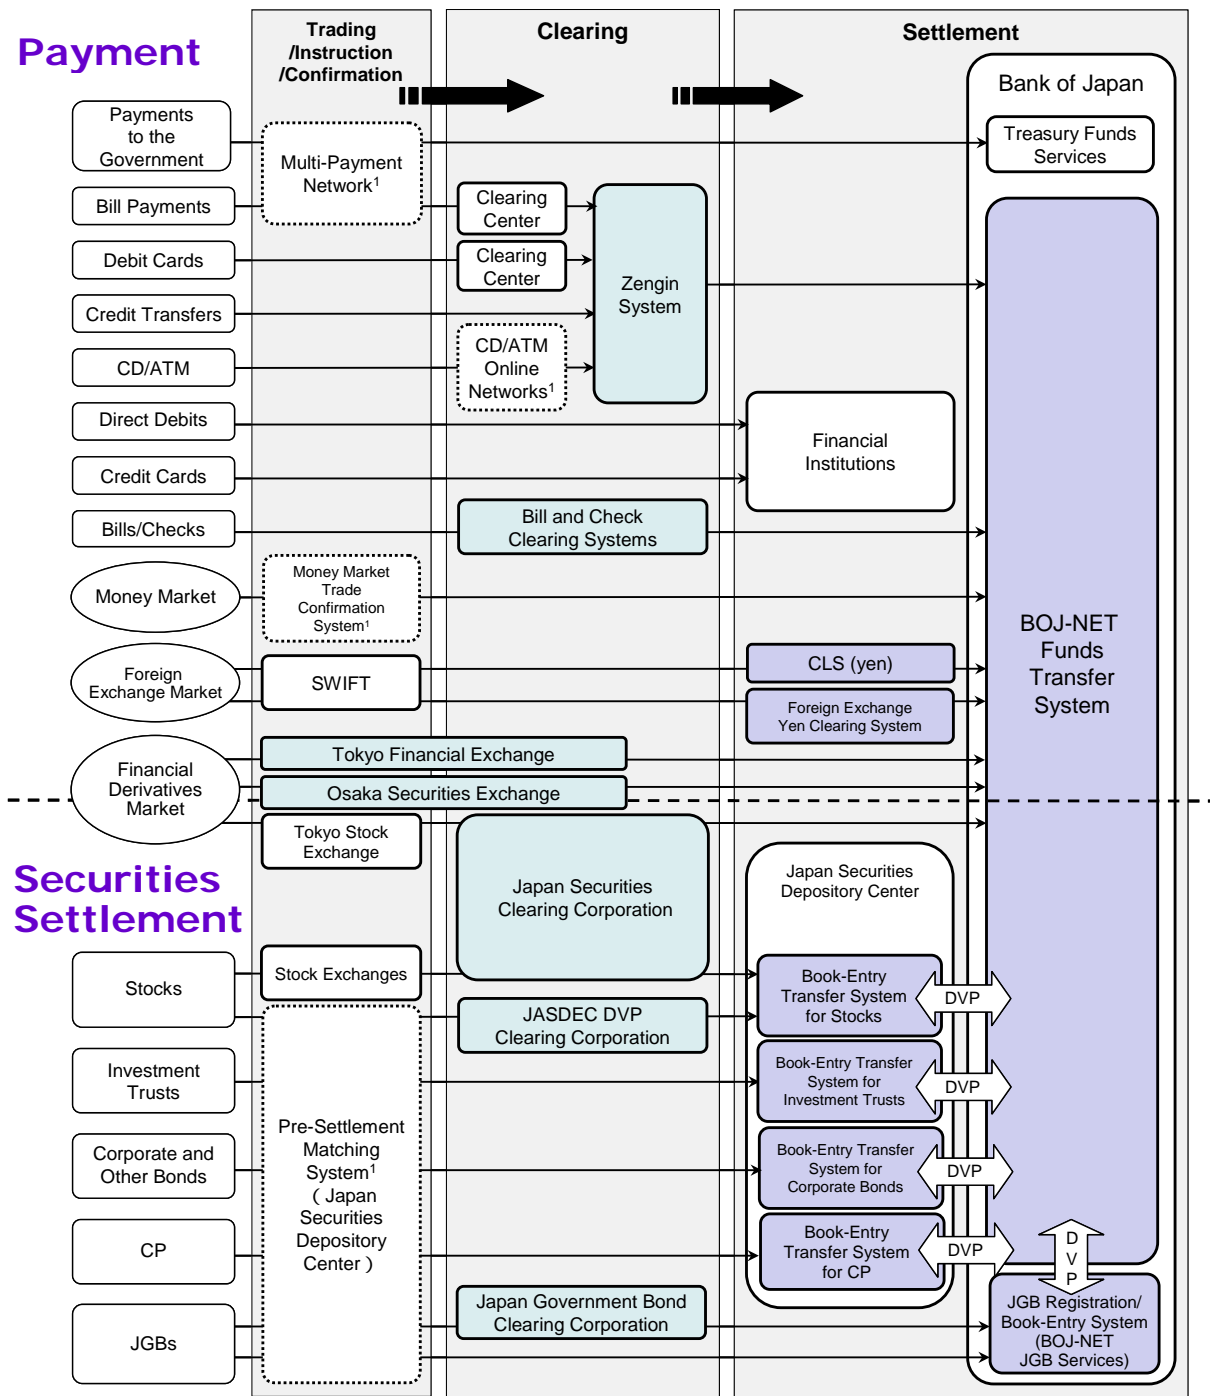 Payment
Trading
/Instruction
/Confirmation
Clearing
Settlement
Bank of Japan
Payments
to the
Government
Multi-Payment
Network1
Treasury Funds
Services
Bill Payments
Clearing
Center
Debit Cards
Clearing
Center
Zengin
System
Credit Transfers
CD/ATM
CD/ATM
Online
Networks1
Direct Debits
Financial
Institutions
Credit Cards
Bills/Checks
Bill and Check
Clearing Systems
Money Market
Money Market
Trade
Confirmation
System1
BOJ-NET
Funds
Transfer
System
Foreign
Exchange Market
SWIFT
CLS (yen)
Foreign Exchange
Yen Clearing System
Financial
Derivatives
Market
Tokyo Financial Exchange
Osaka Securities Exchange
Tokyo Stock
Exchange
Securities
Settlement
Japan Securities
Clearing Corporation
Japan Securities
Depository Center
Stocks
Stock Exchanges
Book-Entry
Transfer System
for Stocks
DVP
JASDEC DVP
Clearing Corporation
Investment
Trusts
Book-Entry Transfer
System for
Investment Trusts
DVP
Pre-Settlement
Matching
System1
( Japan
Securities
Depository
Center )
Corporate and
Other Bonds
Book-Entry Transfer
System for
Corporate Bonds
DVP
CP
Book-Entry
Transfer System
for CP
DVP
D
V
P
JGBs
Japan Government Bond
Clearing Corporation
JGB Registration/
Book-Entry System
(BOJ-NET
JGB Services)